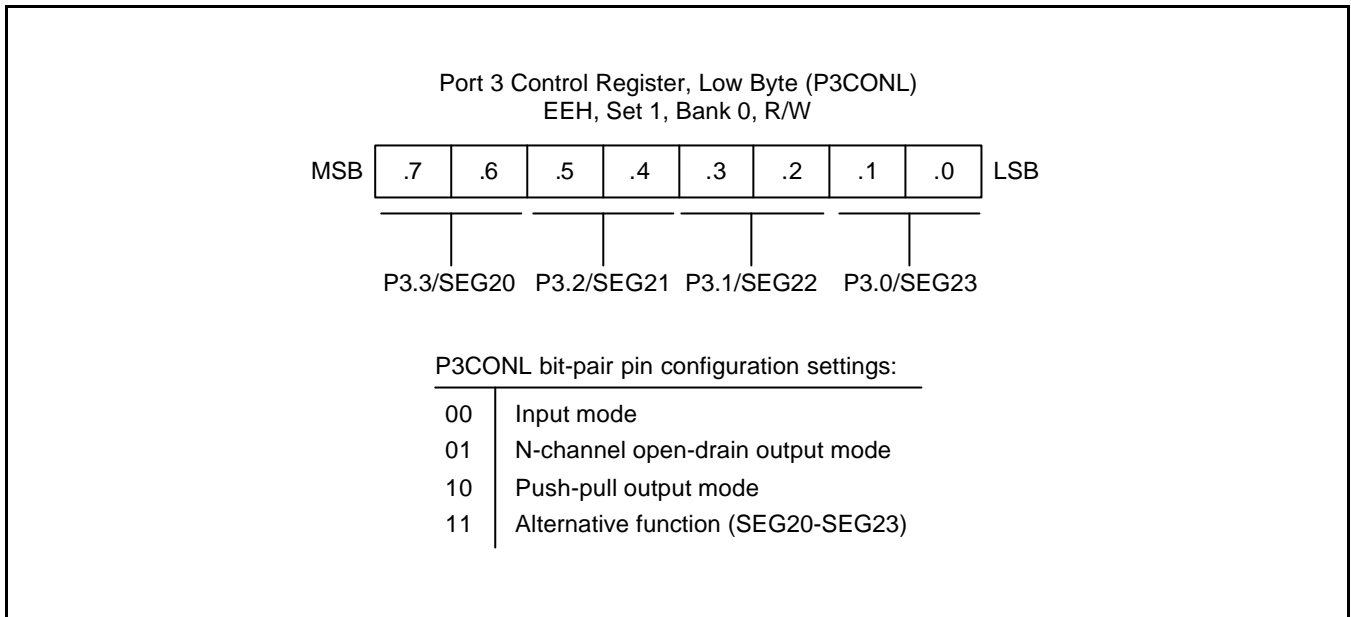 Port 3 Control Register, Low Byte (P3CONL)
EEH, Set 1, Bank 0, R/W
MSB .7 .6 .5 .4 .3 .2 .1 .0 LSB
P3.3/SEG20 P3.2/SEG21 P3.1/SEG22 P3.0/SEG23
P3CONL bit-pair pin configuration settings:
00 Input mode
01 N-channel open-drain output mode
10 Push-pull output mode
11 Alternative function (SEG20-SEG23)